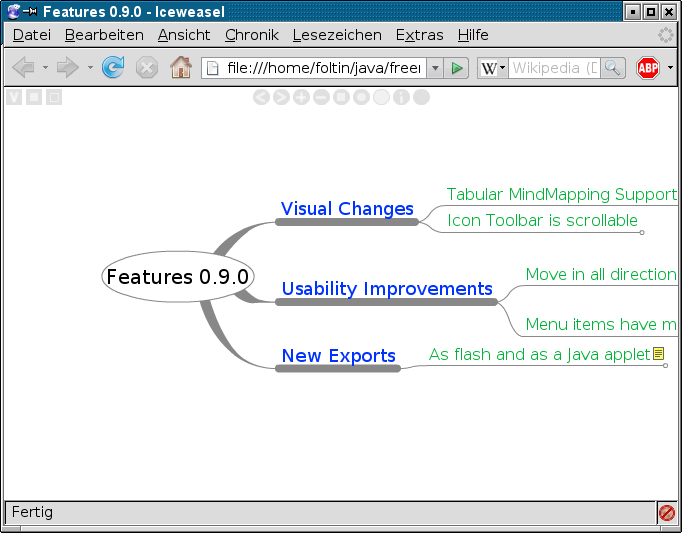 Features 0.9.0 - Iceweasel
Datei Bearbeiten Ansicht Chronik Lesezeichen Extras Hilfe
file:///home/foltin/java/freer W Wikipedia (D ABP
Tabular MindMapping Support
Visual Changes
Icon Toolbar is scrollable
Features 0.9.0
Move in all direction
Usability Improvements
Menu items have m
New Exports
As flash and as a Java applet
Fertig